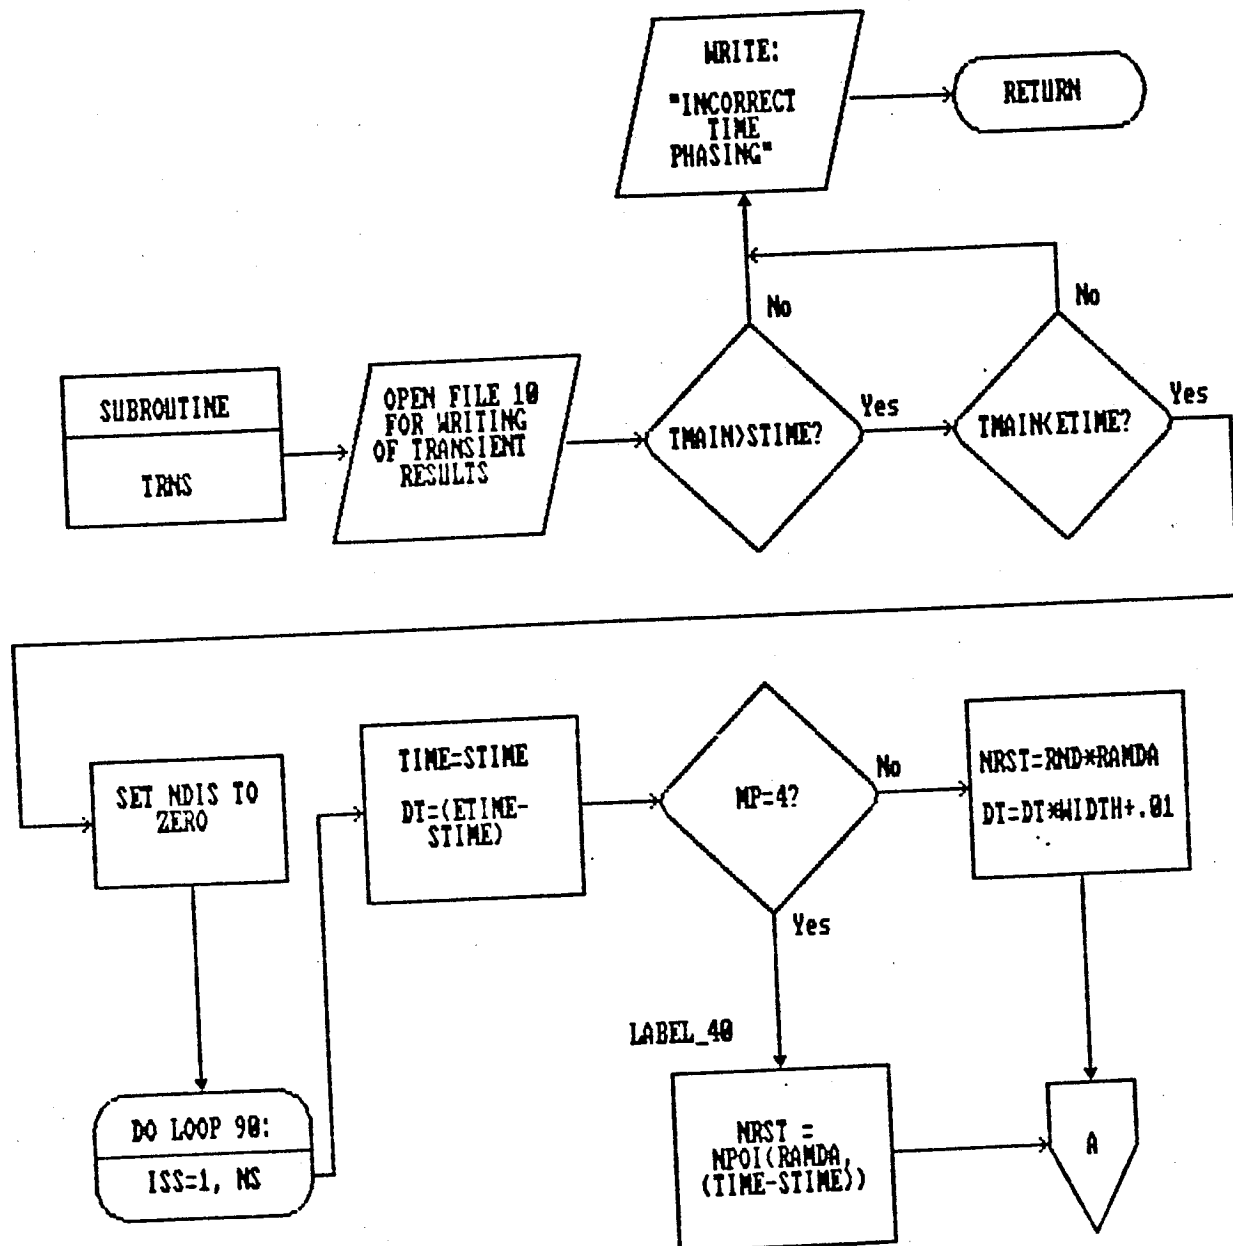 WRITE:
"INCORRECT
TIME
PHASING"
RETURN
No
No
SUBROUTINE
TRNS
OPEN FILE 10
FOR WRITING
OF TRANSIENT
RESULTS
TMAIN>STIME?
Yes
TMAIN<ETIME?
Yes
SET NDIS TO
ZERO
TIME=STIME
DT=(ETIME-
STIME)
MP=4?
No
NRST=RND*RAMDA
DT=DT*WIDTH+.01
Yes
LABEL_40
DO LOOP 90:
ISS=1, NS
NRST =
NPOI(RAMDA,
(TIME-STIME))
A